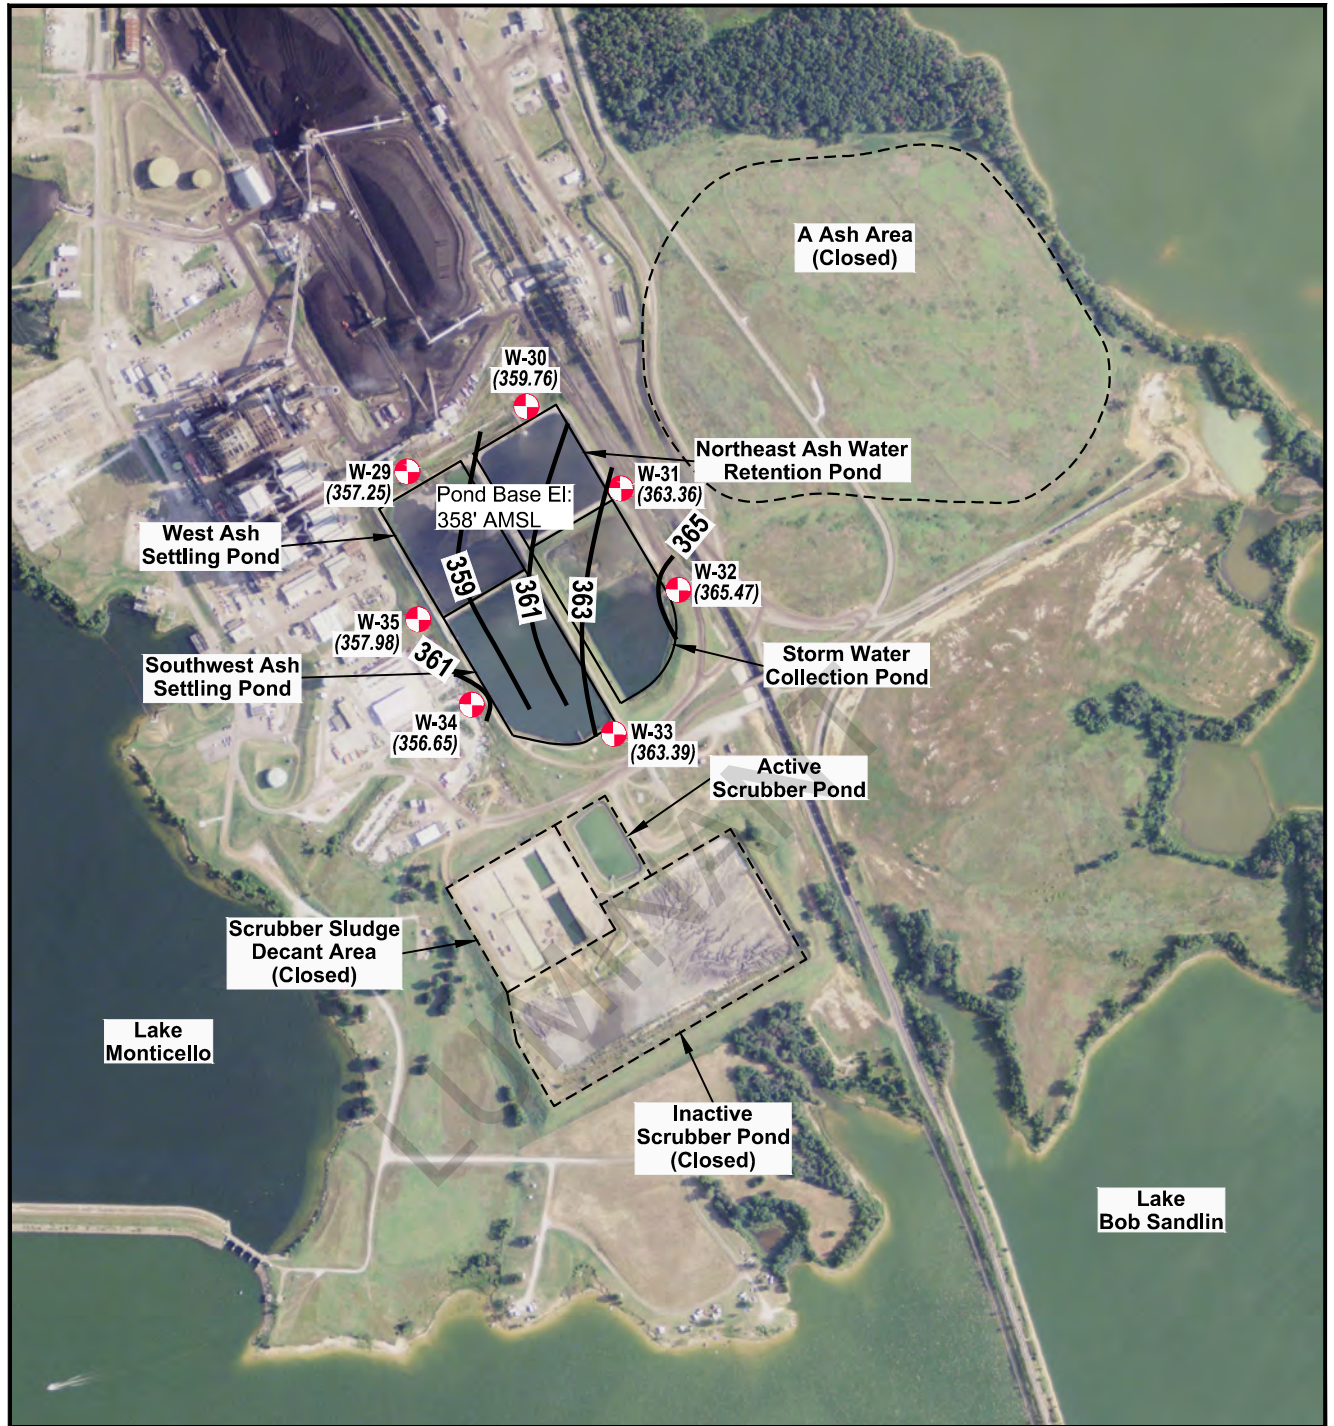 A Ash Area
(Closed)
W-30
(359.76)
Northeast Ash Water
Retention Pond
W-29
(357.25)
W-31
(363.36)
Pond Base El:
358' AMSL
West Ash
Settling Pond
365
W-32
(365.47)
359
361
363
W-35
(357.98)
Southwest Ash
Settling Pond
361
Storm Water
Collection Pond
W-34
(356.65)
W-33
(363.39)
Active
Scrubber Pond
Scrubber Sludge
Decant Area
(Closed)
Lake
Monticello
LUMINANT
Inactive
Scrubber Pond
(Closed)
Lake
Bob Sandlin